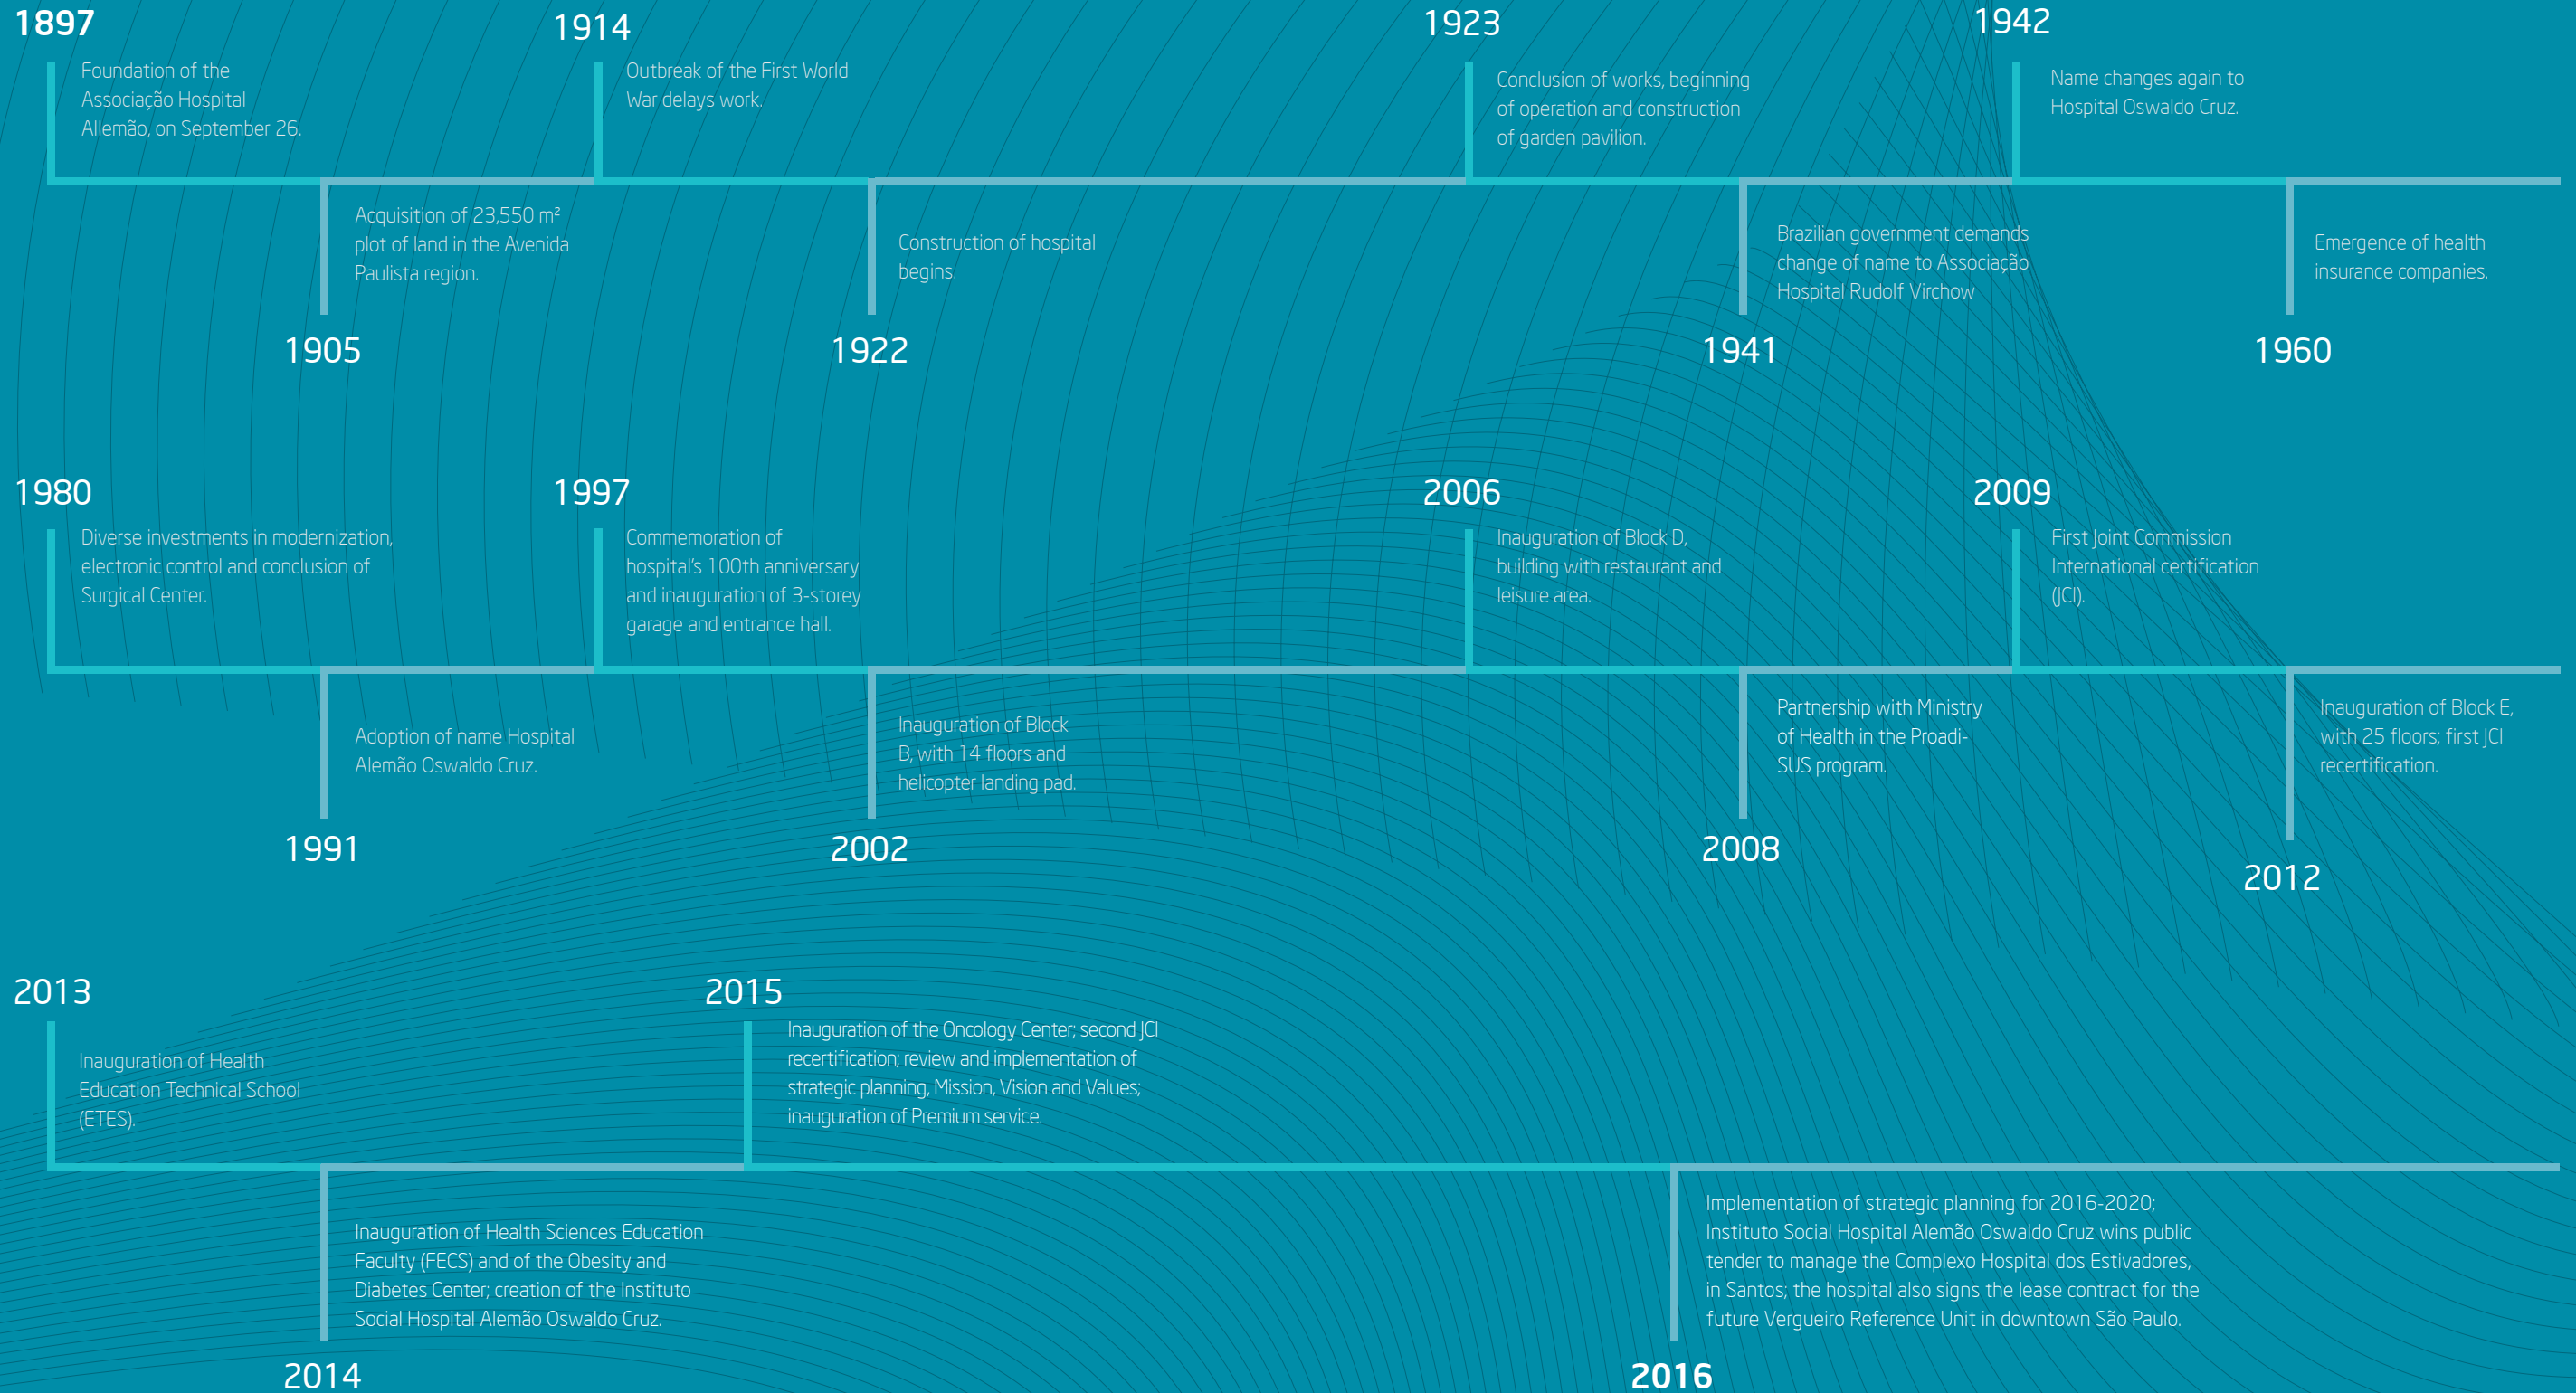 1897
Foundation of the
Associação Hospital
Allemão, on September 26.
Acquisition of 23,550 m²
plot of land in the Avenida
Paulista region.
1905
1914
Outbreak of the First World
War delays work.
Construction of hospital
begins.
1922
1923
Conclusion of works, beginning
of operation and construction
of garden pavilion.
Brazilian government demands
change of name to Associação
Hospital Rudolf Virchow
1941
1942
Name changes again to
Hospital Oswaldo Cruz.
Emergence of health
insurance companies.
1960
1980
Diverse investments in modernization,
electronic control and conclusion of
Surgical Center.
Adoption of name Hospital
Alemão Oswaldo Cruz.
1991
1997
Commemoration of
hospital's 100th anniversary
and inauguration of 3-storey
garage and entrance hall.
Inauguration of Block
B, with 14 floors and
helicopter landing pad.
2002
2006
Inauguration of Block D,
building with restaurant and
leisure area.
Partnership with Ministry
of Health in the Proadi-
SUS program.
2008
2009
First Joint Commission
International certification
(JCI).
Inauguration of Block E,
with 25 floors; first JCI
recertification.
2012
2013
Inauguration of Health
Education Technical School
(ETES).
Inauguration of Health Sciences Education
Faculty (FECS) and of the Obesity and
Diabetes Center; creation of the Instituto
Social Hospital Alemão Oswaldo Cruz.
2014
2015
Inauguration of the Oncology Center; second JCI
recertification; review and implementation of
strategic planning, Mission, Vision and Values;
inauguration of Premium service.
Implementation of strategic planning for 2016-2020;
Instituto Social Hospital Alemão Oswaldo Cruz wins public
tender to manage the Complexo Hospital dos Estivadores,
in Santos; the hospital also signs the lease contract for the
future Vergueiro Reference Unit in downtown São Paulo.
2016